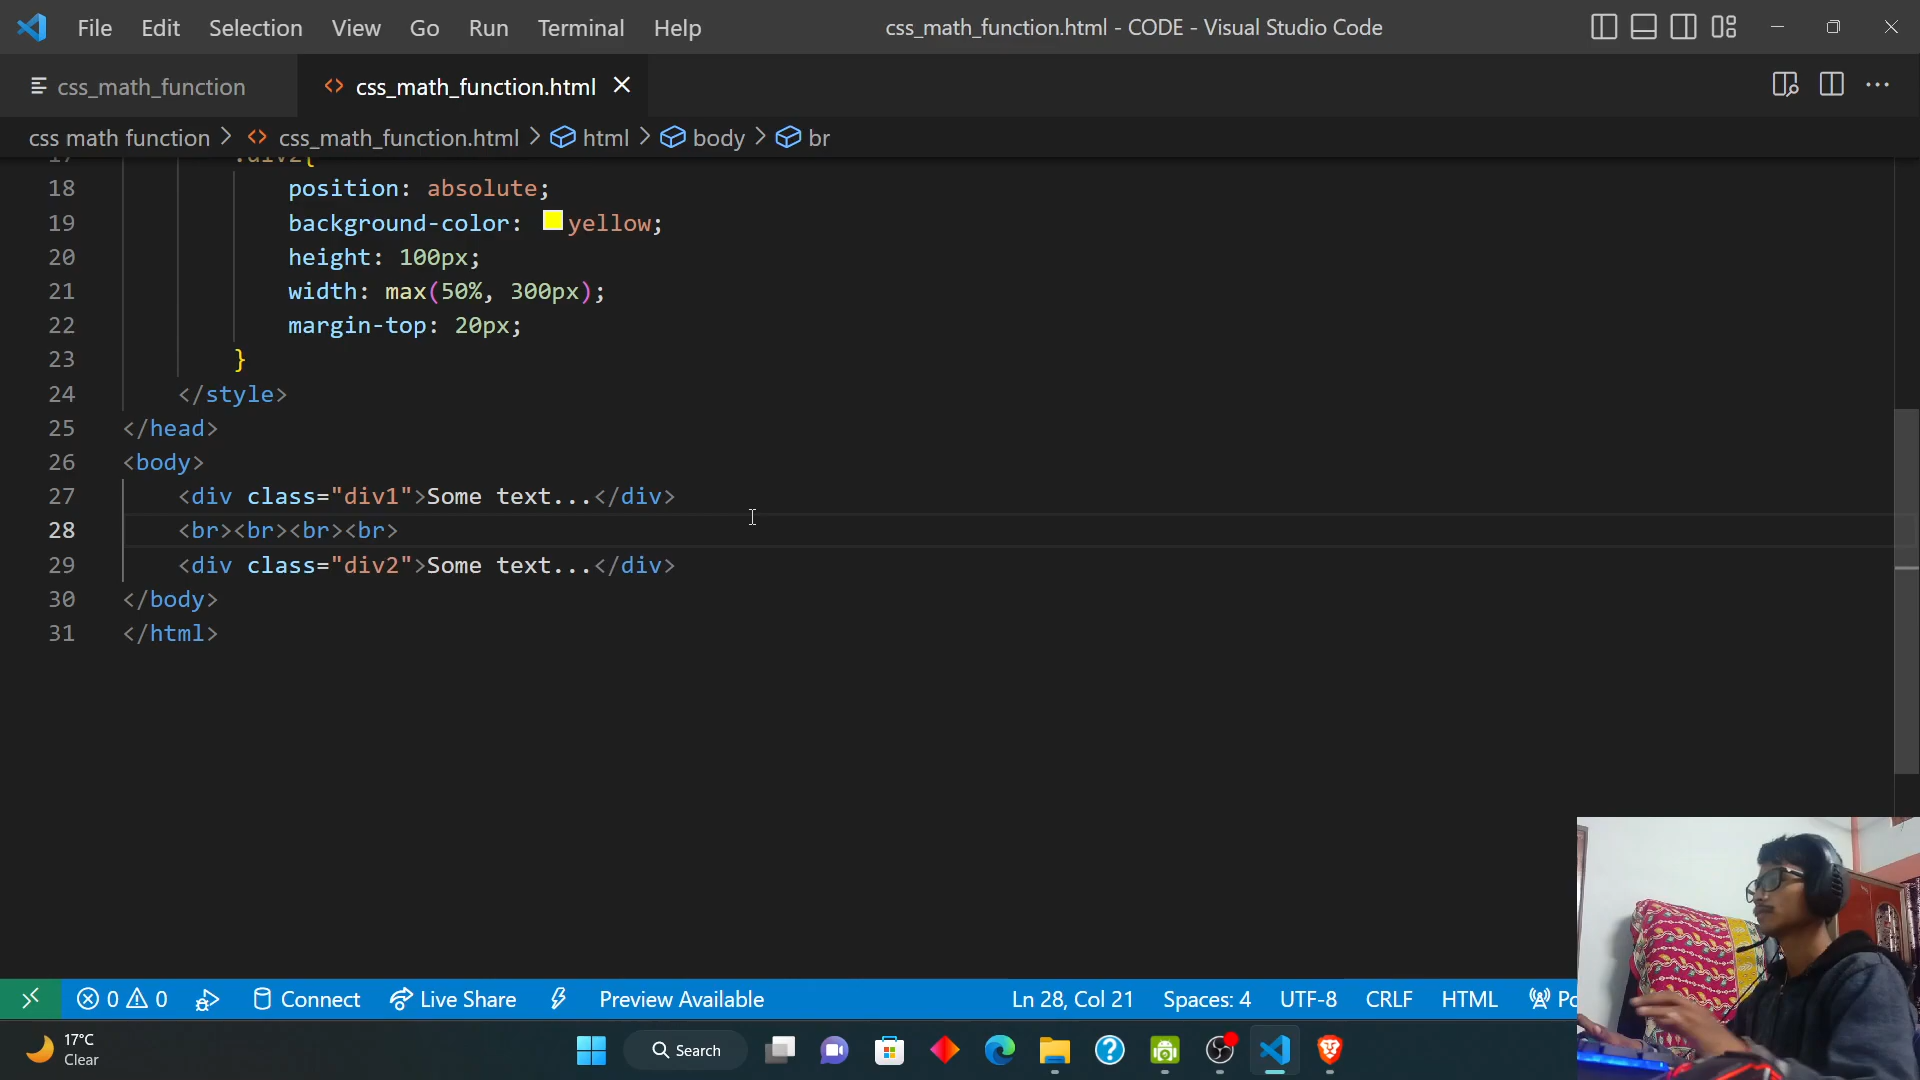 File Edit Selection View Go Run Terminal Help css_math_function.html - CODE - Visual Studio Code
css_math_function css_math_function.html
css math function > css_math_function.html > html > body > br
17 .div2{
18 position: absolute;
19 background-color: yellow;
20 height: 100px;
21 width: max(50%, 300px);
22 margin-top: 20px;
23 }
24 </style>
25 </head>
26 <body>
27 <div class="div1">Some text...</div>
28 <br><br><br><br>
29 <div class="div2">Some text...</div>
30 </body>
31 </html>
0 0 Connect Live Share Preview Available Ln 28, Col 21 Spaces: 4 UTF-8 CRLF HTML
17°C
Clear
Search